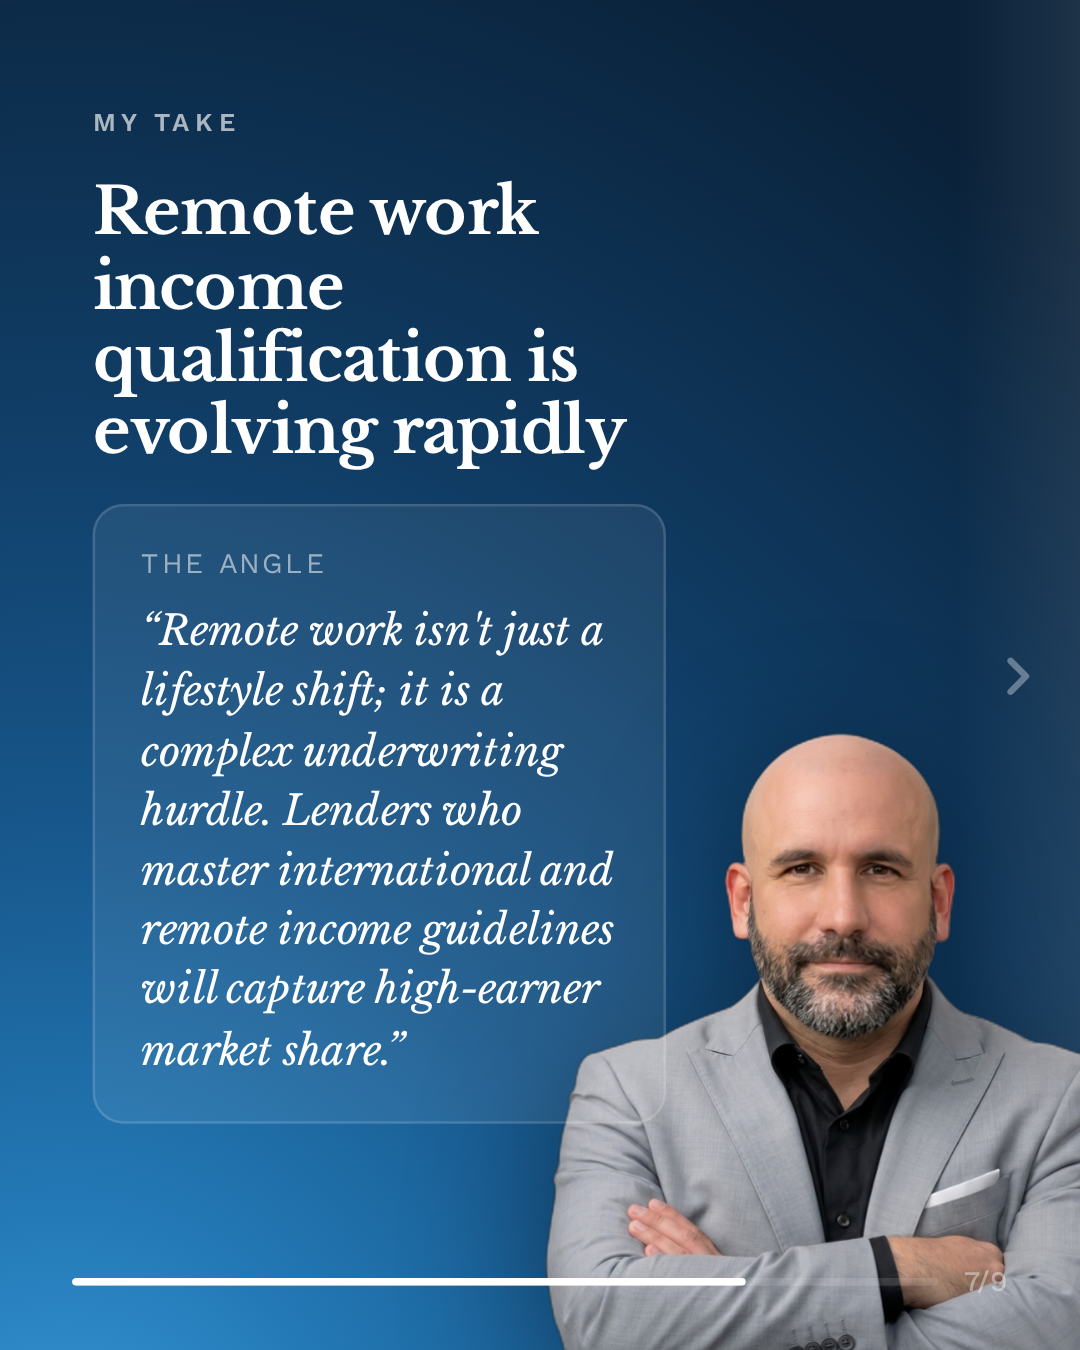 MY TAKE
Remote work
income
qualification is
evolving rapidly
THE ANGLE
“Remote work isn't just a
lifestyle shift; it is a
complex underwriting
hurdle. Lenders who
master international and
remote income guidelines
will capture high-earner
market share.”
7/9